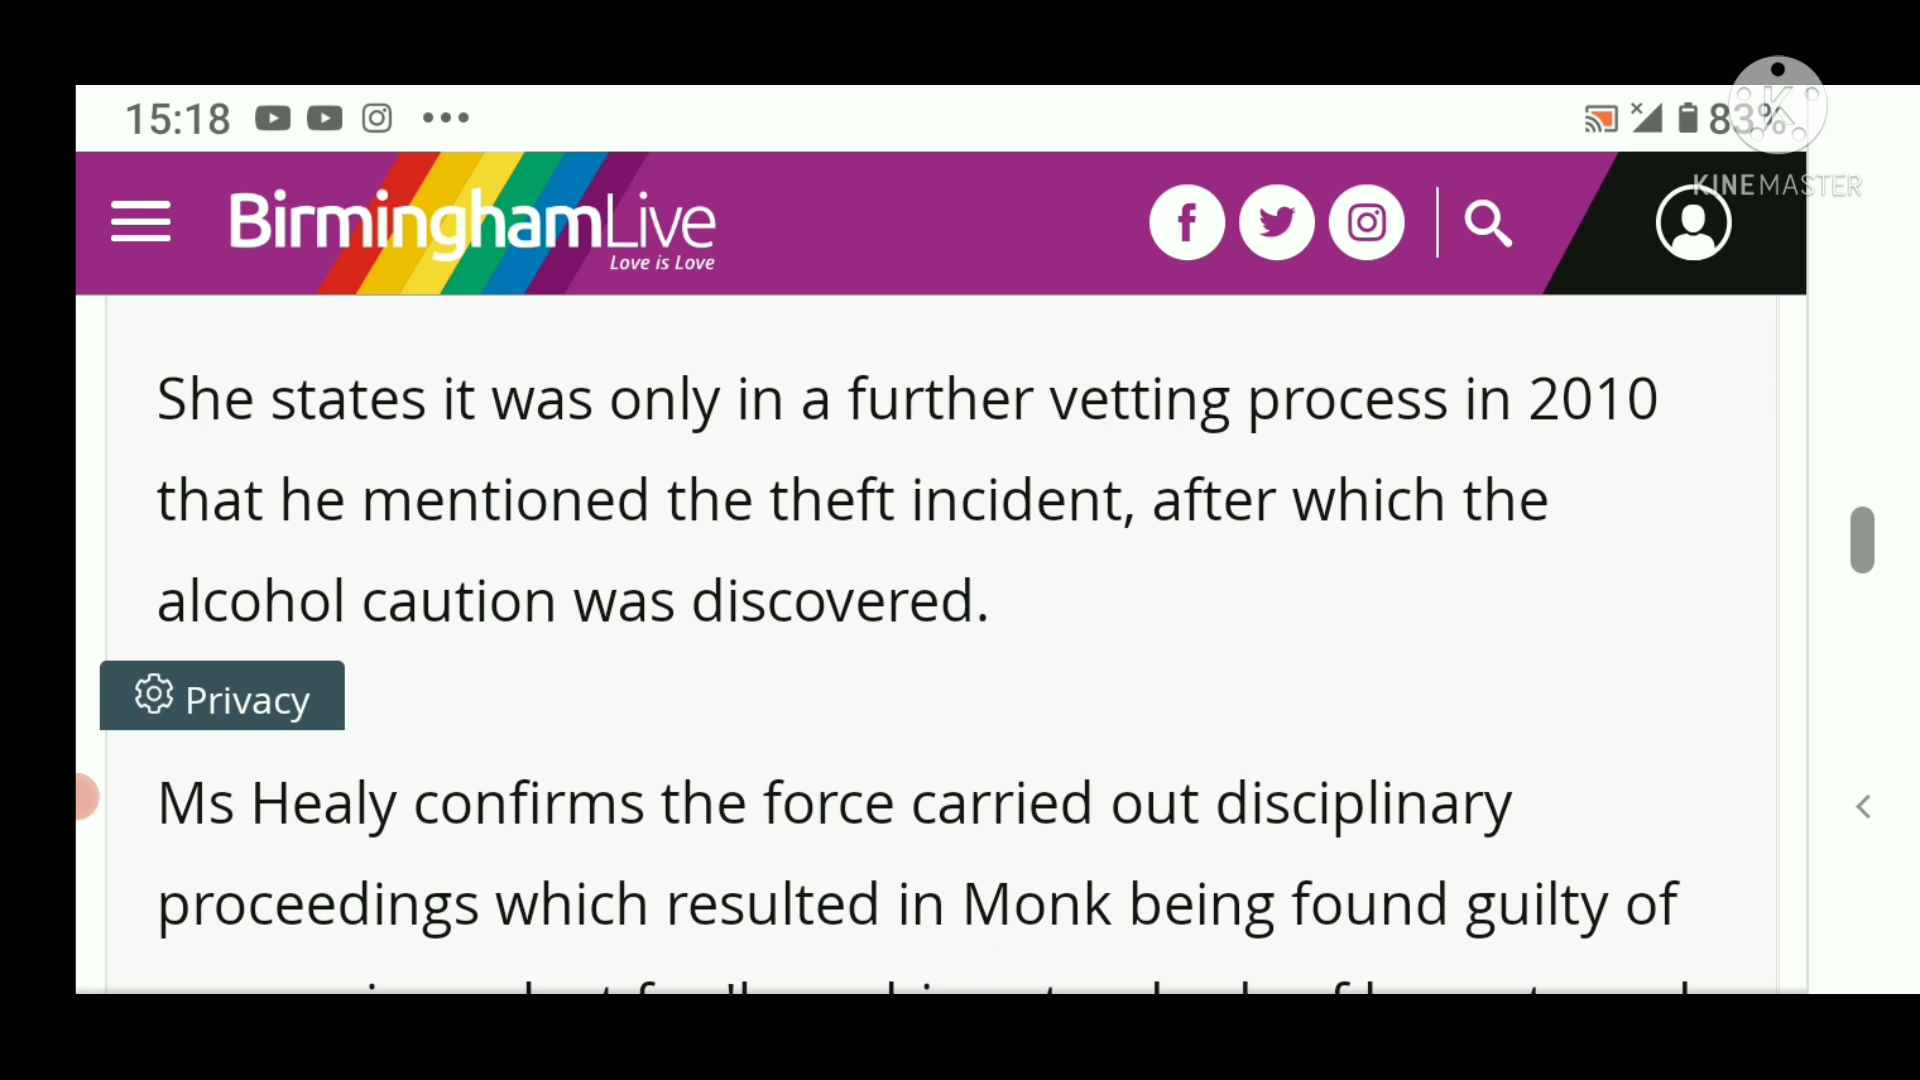 15:18
83%
KINEMASTER
BirminghamLive
Love is Love
She states it was only in a further vetting process in 2010
that he mentioned the theft incident, after which the
alcohol caution was discovered.
Privacy
Ms Healy confirms the force carried out disciplinary
proceedings which resulted in Monk being found guilty of